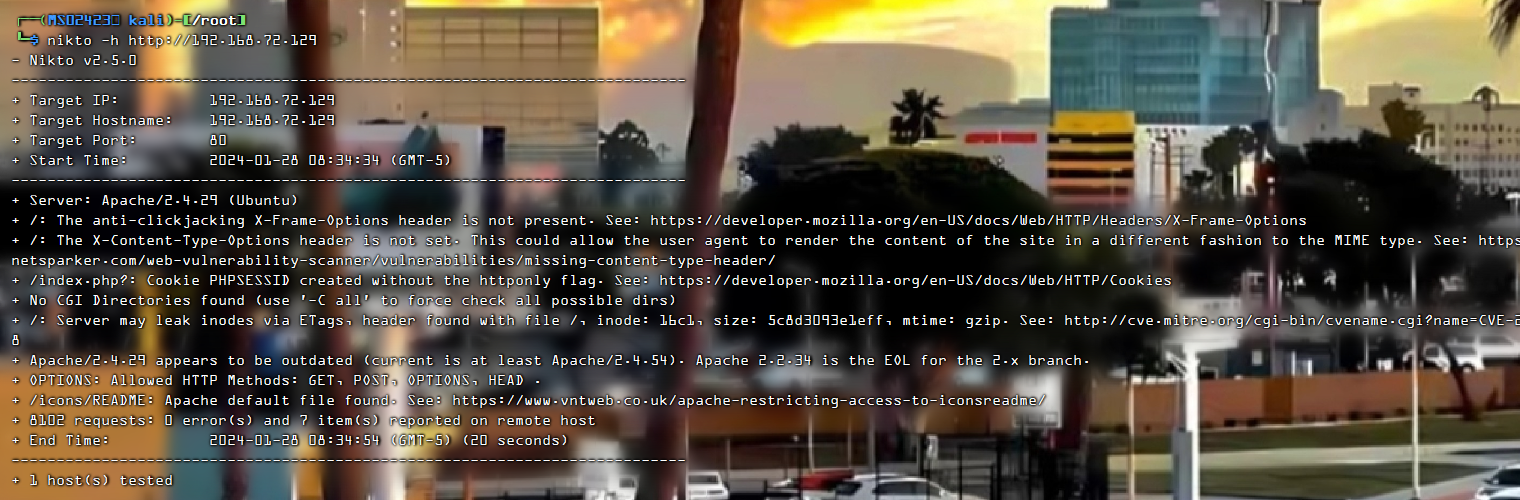 (MS02423㉿ kali)-[/root]
$ nikto -h http://192.168.72.129
- Nikto v2.5.0
---------------------------------------------------------------------------
+ Target IP: 192.168.72.129
+ Target Hostname: 192.168.72.129
+ Target Port: 80
+ Start Time: 2024-01-28 08:34:34 (GMT-5)
---------------------------------------------------------------------------
+ Server: Apache/2.4.29 (Ubuntu)
+ /: The anti-clickjacking X-Frame-Options header is not present. See: https://developer.mozilla.org/en-US/docs/Web/HTTP/Headers/X-Frame-Options
+ /: The X-Content-Type-Options header is not set. This could allow the user agent to render the content of the site in a different fashion to the MIME type. See: https
netsparker.com/web-vulnerability-scanner/vulnerabilities/missing-content-type-header/
+ /index.php?: Cookie PHPSESSID created without the httponly flag. See: https://developer.mozilla.org/en-US/docs/Web/HTTP/Cookies
+ No CGI Directories found (use '-C all' to force check all possible dirs)
+ /: Server may leak inodes via ETags, header found with file /, inode: 16c1, size: 5c8d3093e1eff, mtime: gzip. See: http://cve.mitre.org/cgi-bin/cvename.cgi?name=CVE-2
8
+ Apache/2.4.29 appears to be outdated (current is at least Apache/2.4.54). Apache 2.2.34 is the EOL for the 2.x branch.
+ OPTIONS: Allowed HTTP Methods: GET, POST, OPTIONS, HEAD .
+ /icons/README: Apache default file found. See: https://www.vntweb.co.uk/apache-restricting-access-to-iconsreadme/
+ 8102 requests: 0 error(s) and 7 item(s) reported on remote host
+ End Time: 2024-01-28 08:34:54 (GMT-5) (20 seconds)
---------------------------------------------------------------------------
+ 1 host(s) tested